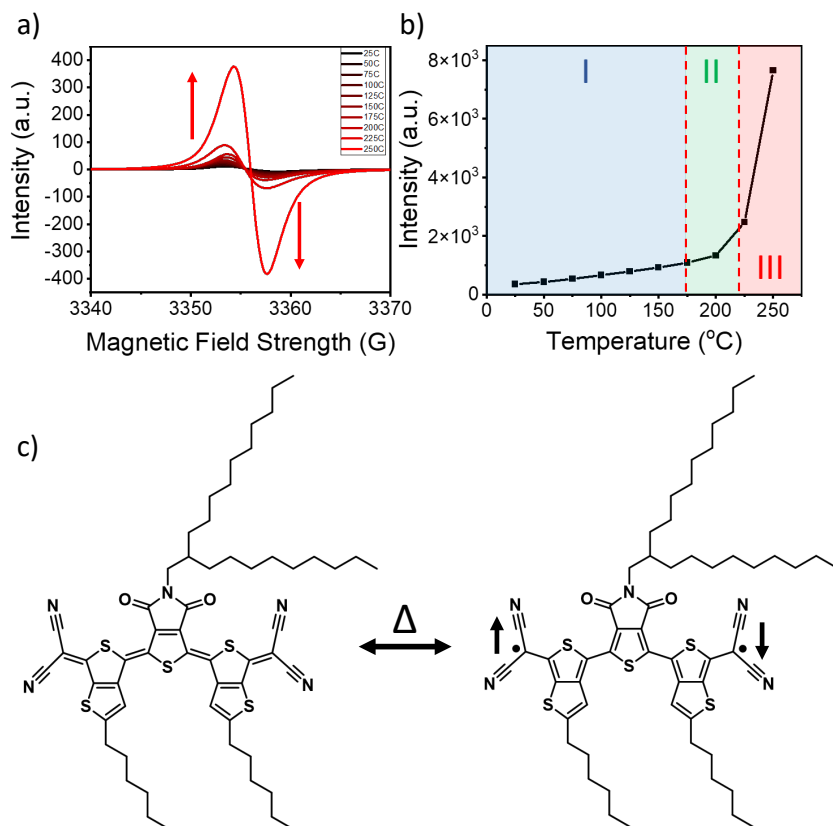 a)
Intensity (a.u.)
400
300
200
100
0
-100
-200
-300
-400
3340
3350
3360
3370
Magnetic Field Strength (G)
25C
50C
75C
100C
125C
150C
175C
200C
225C
250C
b)
Intensity (a.u.)
8×10³
6×10³
4×10³
2×10³
0
0
50
100
150
200
250
Temperature (°C)
I
II
III
c)
N
O
N
O
N
N
S
S
S
N
N
S
S
Δ
N
O
N
O
N
S
S
N
S
N
S
S